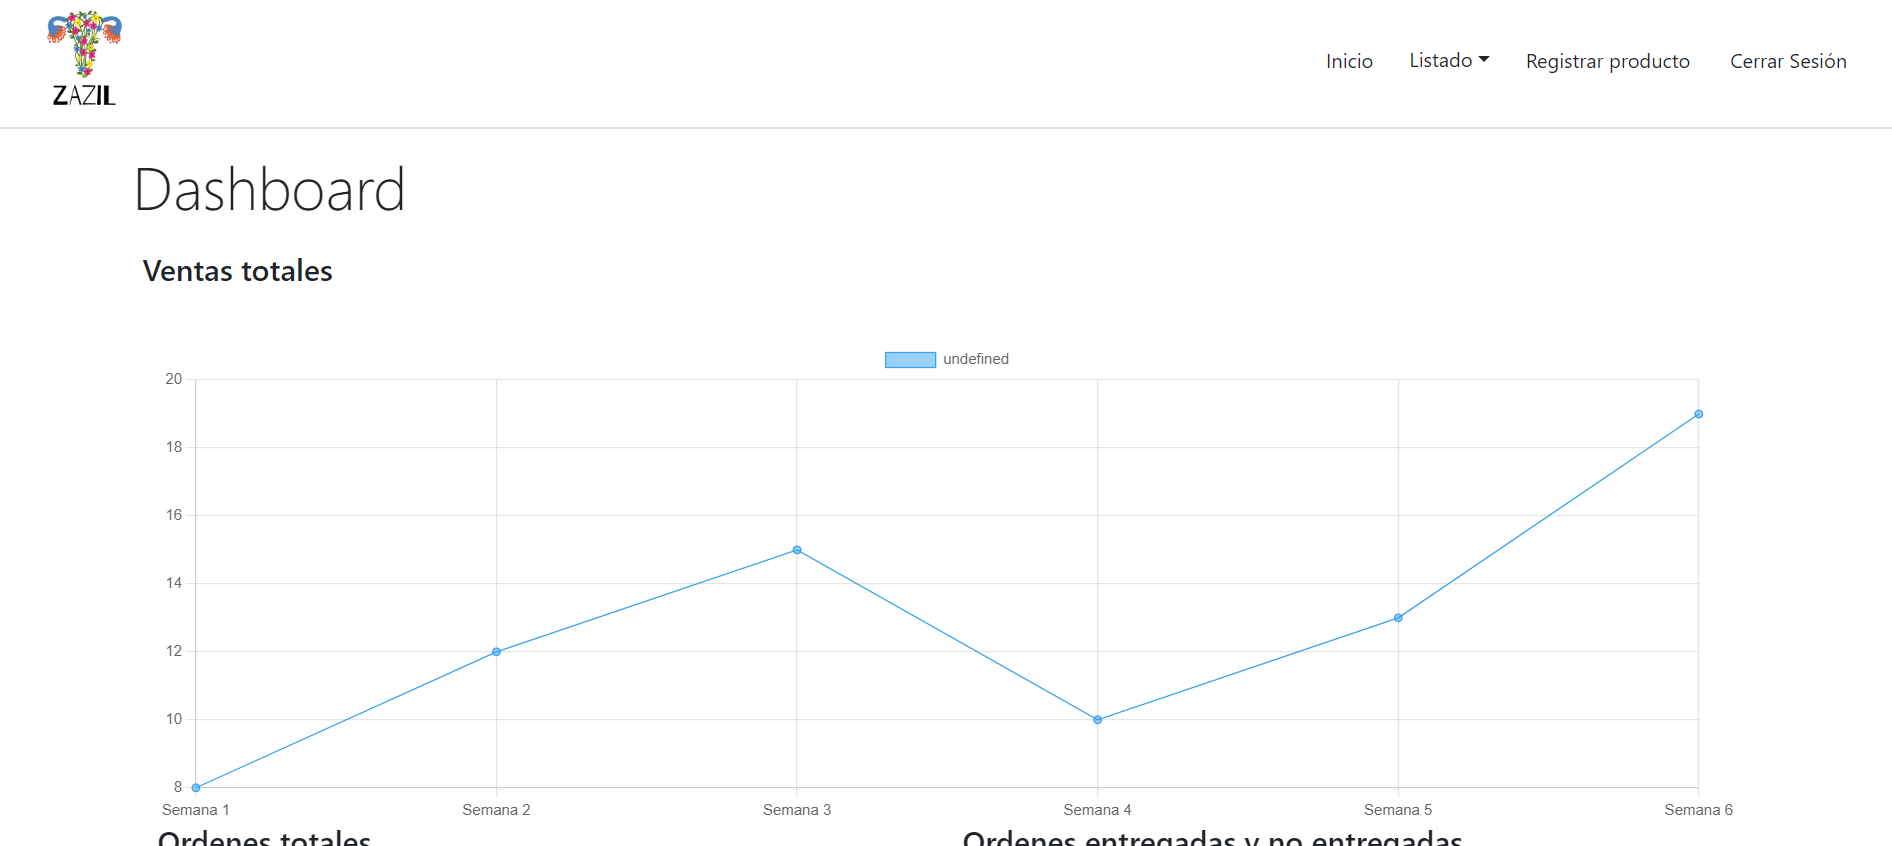 ZAZIL
Inicio
Listado
Registrar producto
Cerrar Sesión
Dashboard
Ventas totales
undefined
20
18
16
14
12
10
8
Semana 1
Semana 2
Semana 3
Semana 4
Semana 5
Semana 6
Ordenes totales
Ordenes entregadas y no entregadas